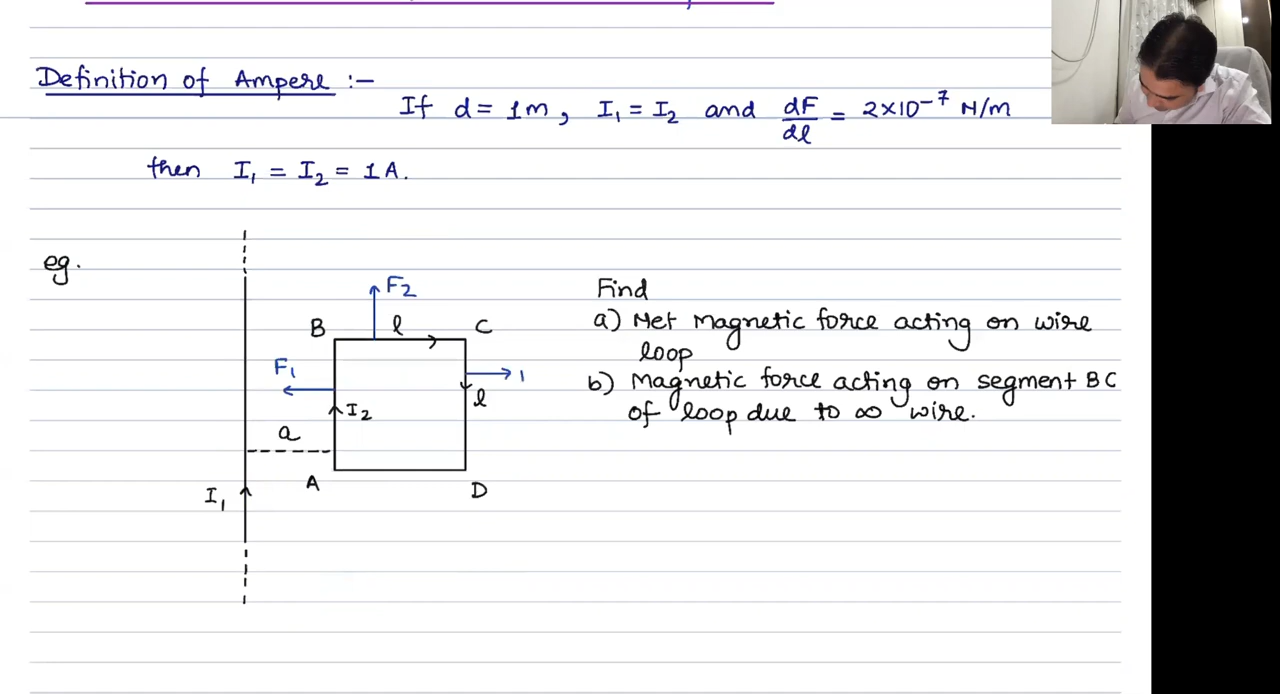 Definition of Ampere :-
If d = 1m, I₁ = I₂ and dF/dl = 2×10⁻⁷ N/m
then I₁ = I₂ = 1A.
eg.
F₂
B l C
F₁
I₂ l
a
A D
I₁
Find
a) Net magnetic force acting on wire
loop
b) Magnetic force acting on segment BC
of loop due to ∞ wire.